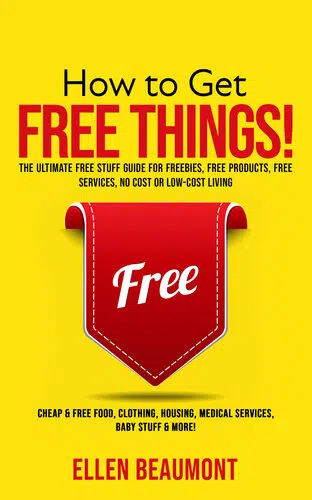 How to Get
FREE THINGS!
THE ULTIMATE FREE STUFF GUIDE FOR FREEBIES, FREE PRODUCTS, FREE
SERVICES, NO COST OR LOW-COST LIVING
Free
CHEAP & FREE FOOD, CLOTHING, HOUSING, MEDICAL SERVICES,
BABY STUFF & MORE!
ELLEN BEAUMONT